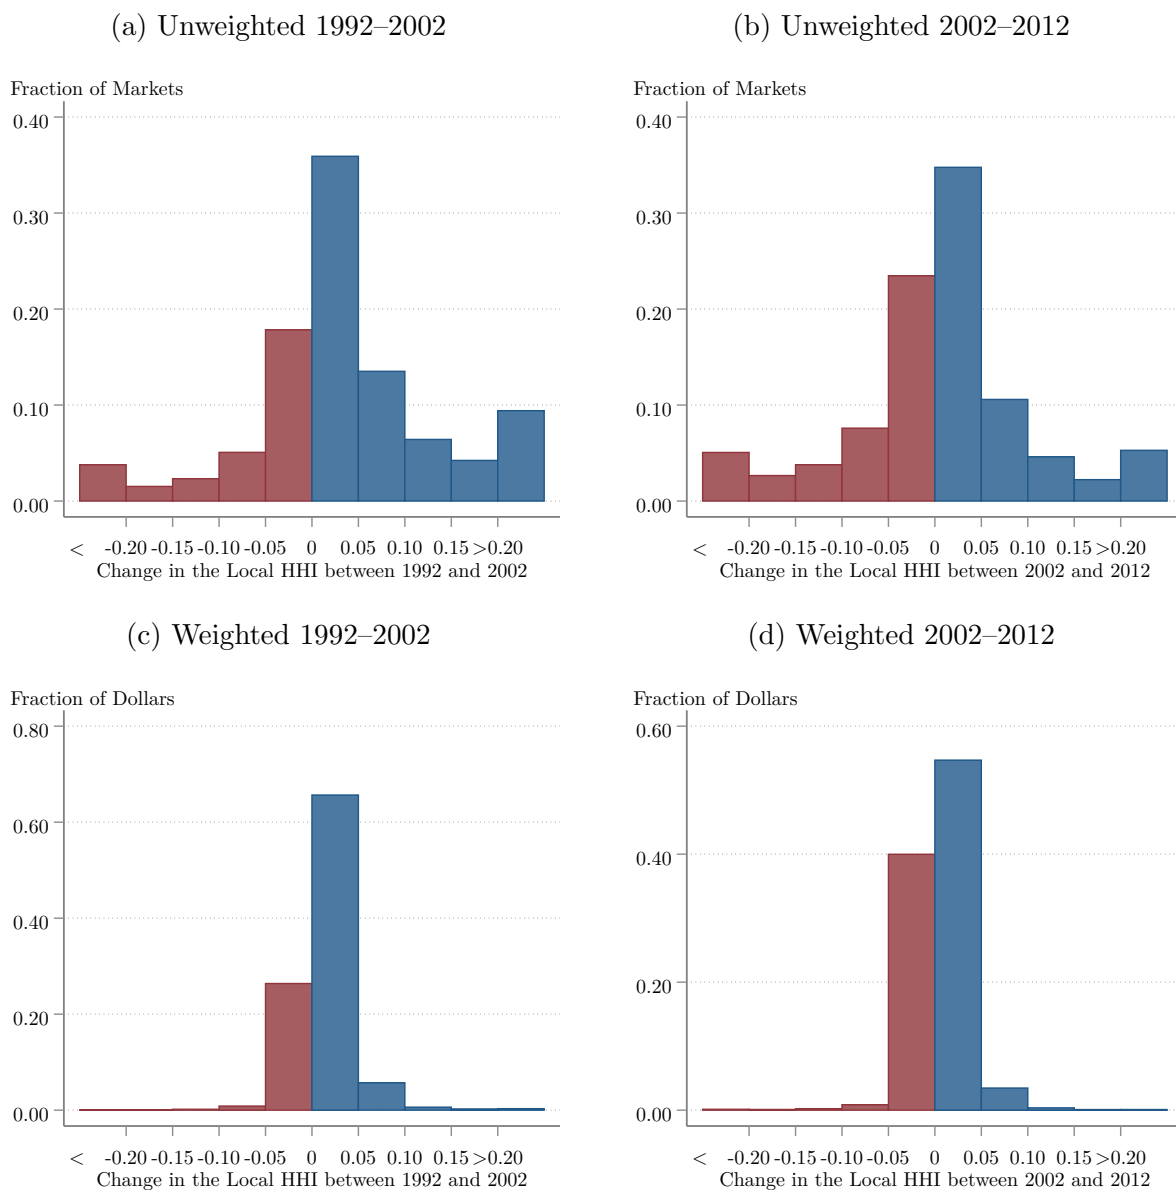 (a) Unweighted 1992–2002
Fraction of Markets
0.40
0.30
0.20
0.10
0.00
< -0.20 -0.15 -0.10 -0.05 0 0.05 0.10 0.15 >0.20
Change in the Local HHI between 1992 and 2002
(b) Unweighted 2002–2012
Fraction of Markets
0.40
0.30
0.20
0.10
0.00
< -0.20 -0.15 -0.10 -0.05 0 0.05 0.10 0.15 >0.20
Change in the Local HHI between 2002 and 2012
(c) Weighted 1992–2002
Fraction of Dollars
0.80
0.60
0.40
0.20
0.00
< -0.20 -0.15 -0.10 -0.05 0 0.05 0.10 0.15 >0.20
Change in the Local HHI between 1992 and 2002
(d) Weighted 2002–2012
Fraction of Dollars
0.60
0.40
0.20
0.00
< -0.20 -0.15 -0.10 -0.05 0 0.05 0.10 0.15 >0.20
Change in the Local HHI between 2002 and 2012